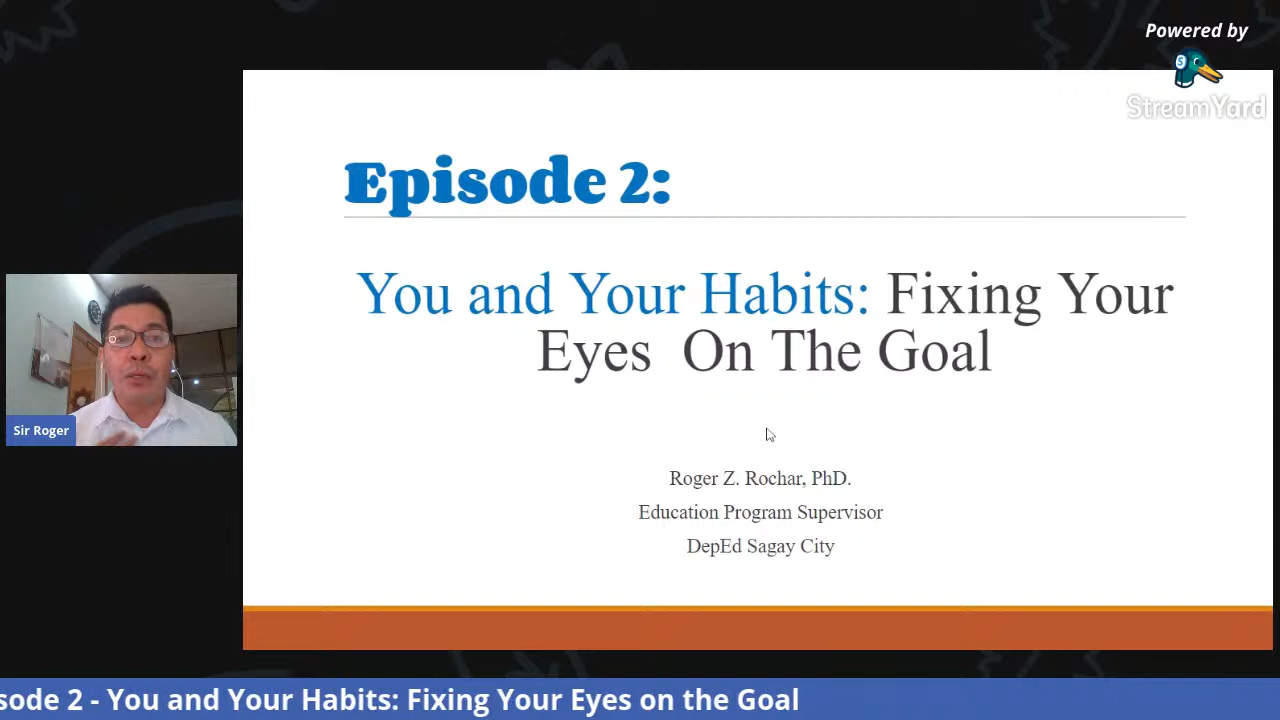 Powered by
StreamYard
Episode 2:
You and Your Habits: Fixing Your
Eyes On The Goal
Sir Roger
Roger Z. Rochar, PhD.
Education Program Supervisor
DepEd Sagay City
sode 2 - You and Your Habits: Fixing Your Eyes on the Goal